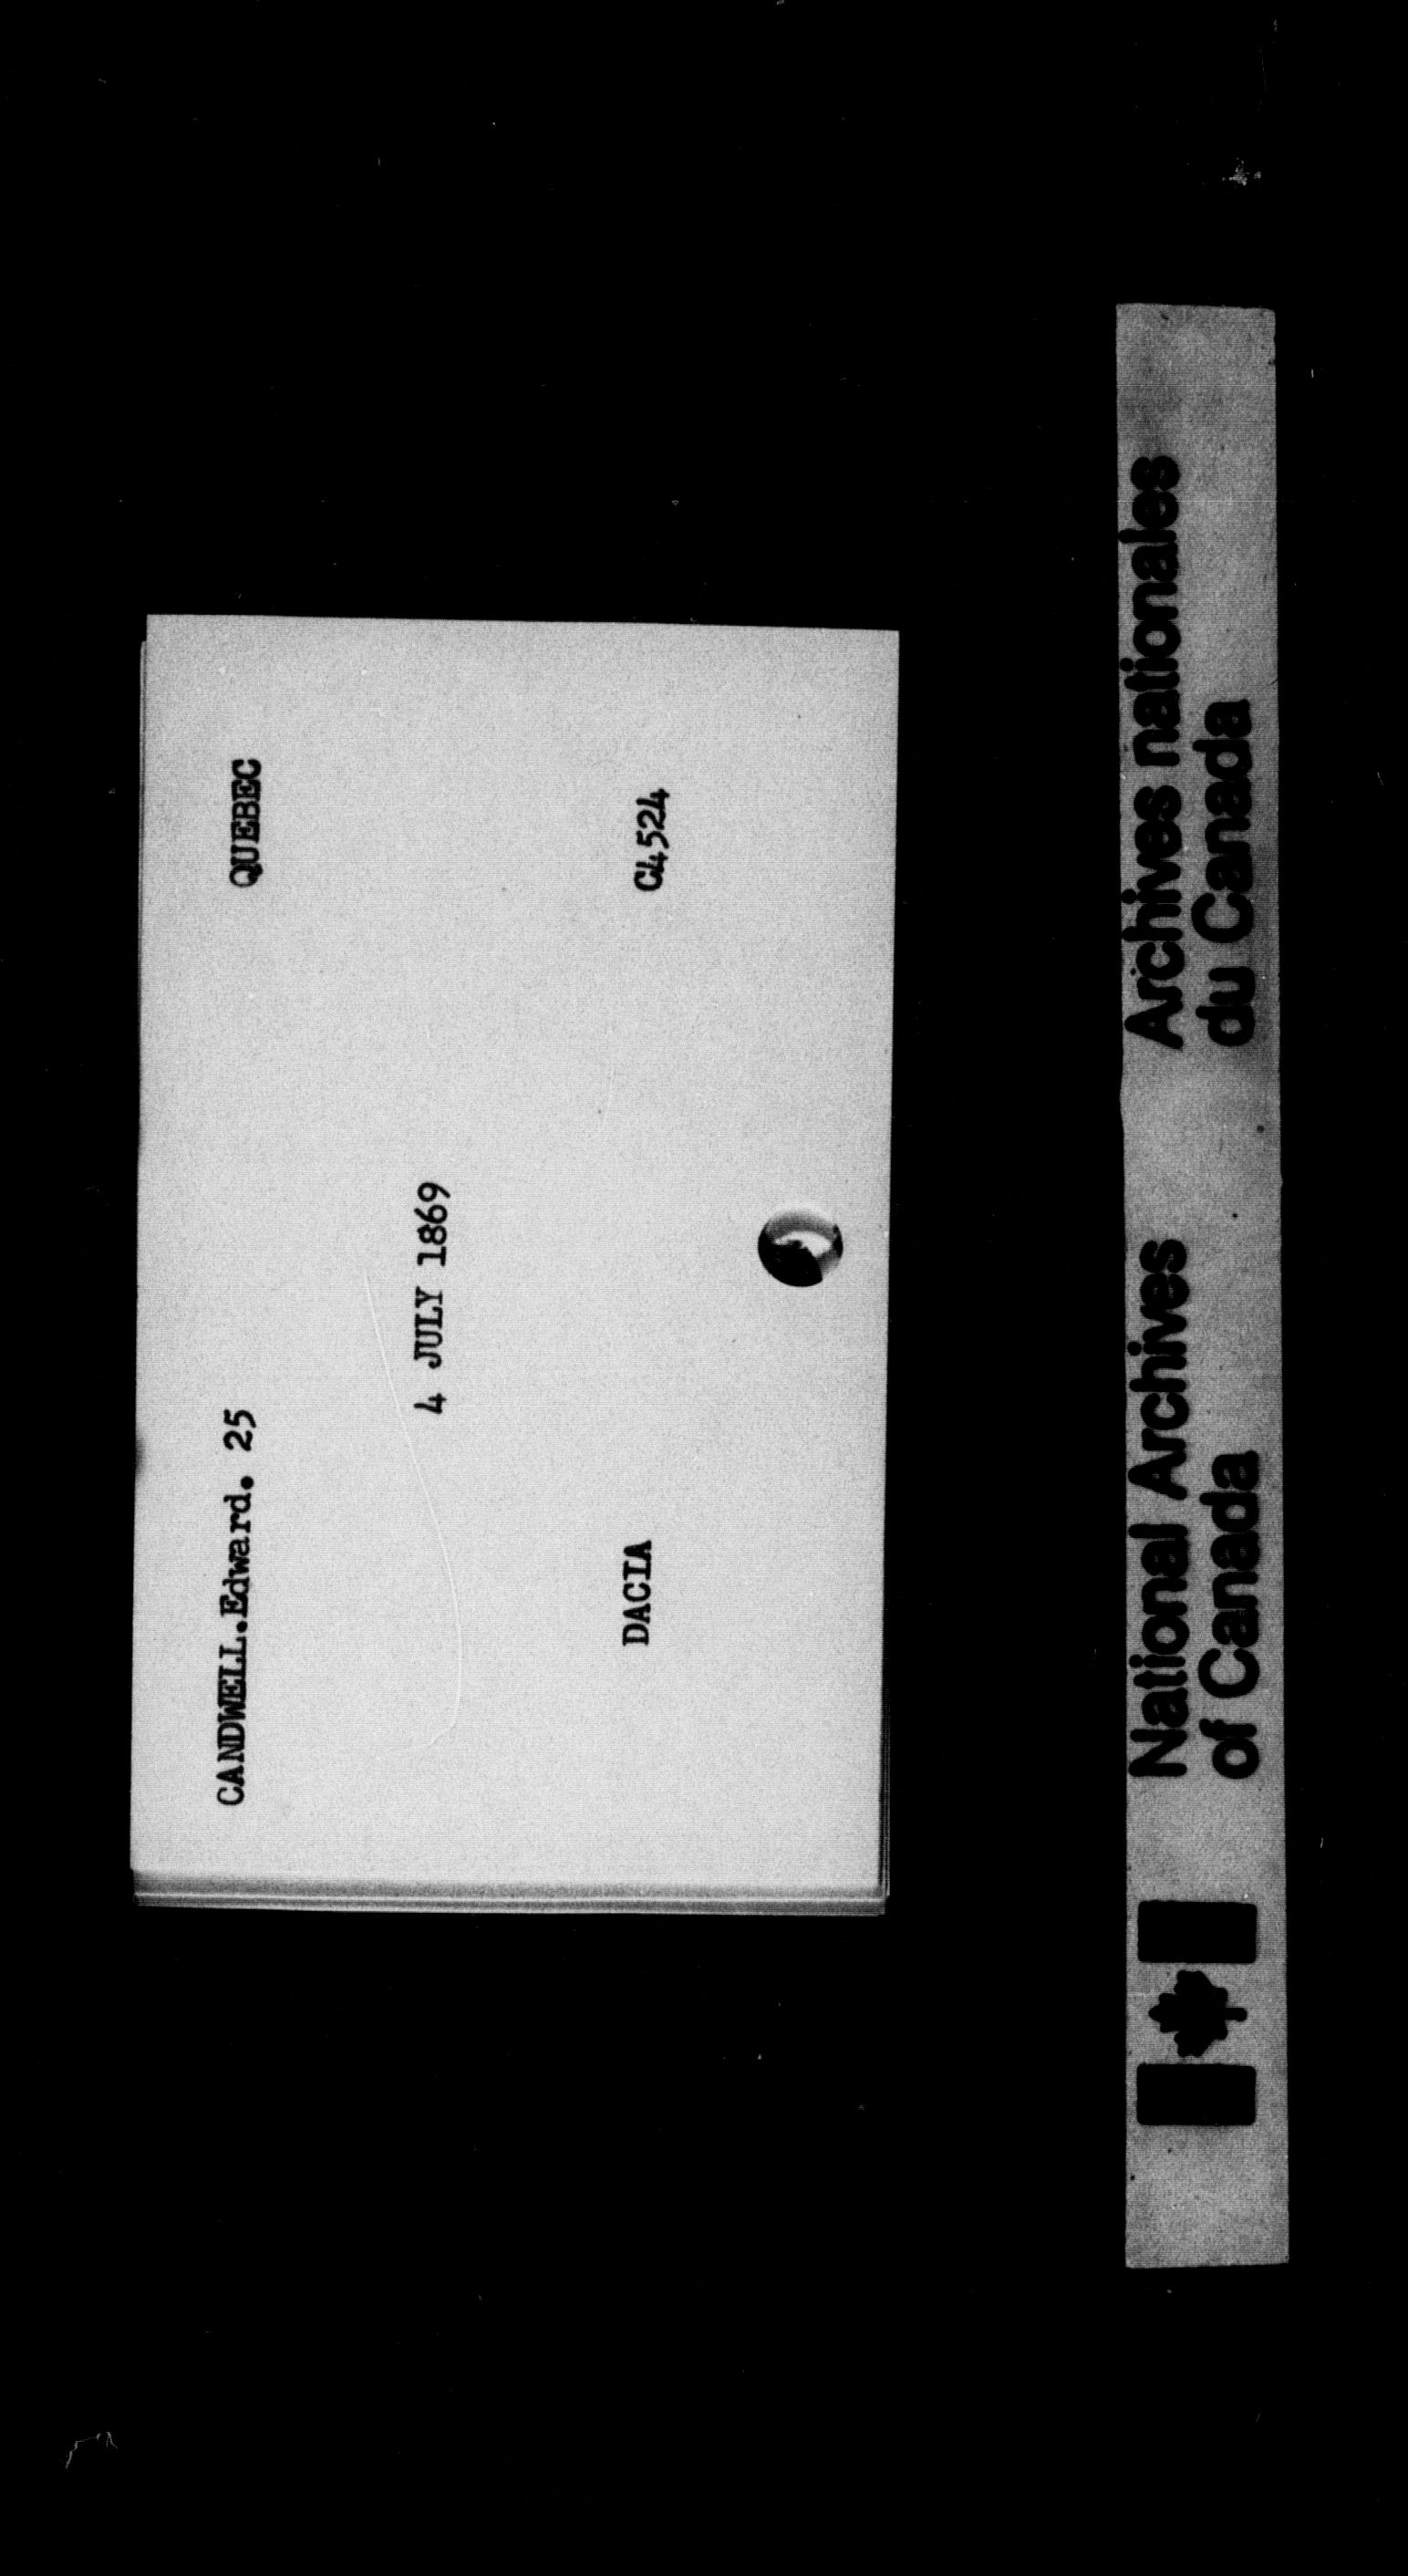 CANDWELL.Edward. 25 QUEBEC
4 JULY 1869
DACIA C4524
National Archives Archives nationales
of Canada du Canada